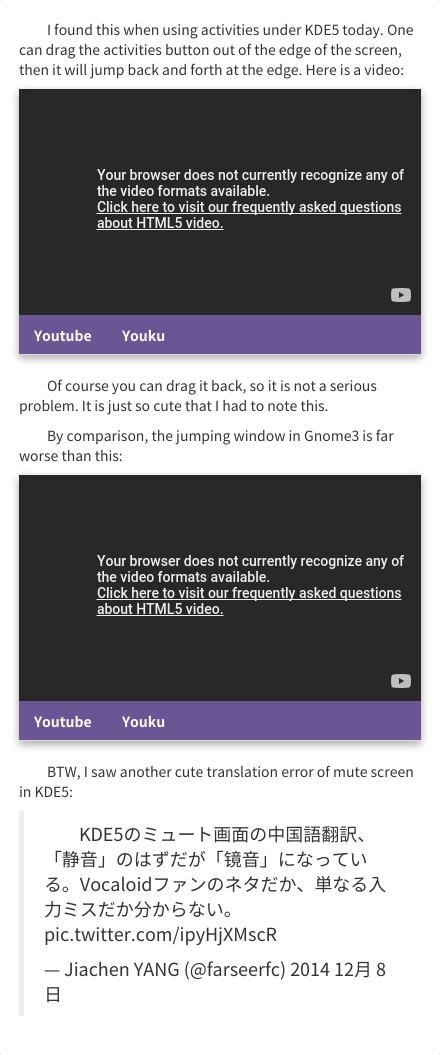 I found this when using activities under KDE5 today. One
can drag the activities button out of the edge of the screen,
then it will jump back and forth at the edge. Here is a video:
Your browser does not currently recognize any of
the video formats available.
Click here to visit our frequently asked questions
about HTML5 video.
Youtube Youku
Of course you can drag it back, so it is not a serious
problem. It is just so cute that I had to note this.
By comparison, the jumping window in Gnome3 is far
worse than this:
Your browser does not currently recognize any of
the video formats available.
Click here to visit our frequently asked questions
about HTML5 video.
Youtube Youku
BTW, I saw another cute translation error of mute screen
in KDE5:
KDE5のミュート画面の中国語翻訳、
「静音」のはずだが「镜音」になってい
る。Vocaloidファンのネタだか、単なる入
力ミスだか分からない。
pic.twitter.com/ipyHjXMscR
— Jiachen YANG (@farseerfc) 2014 12月 8
日